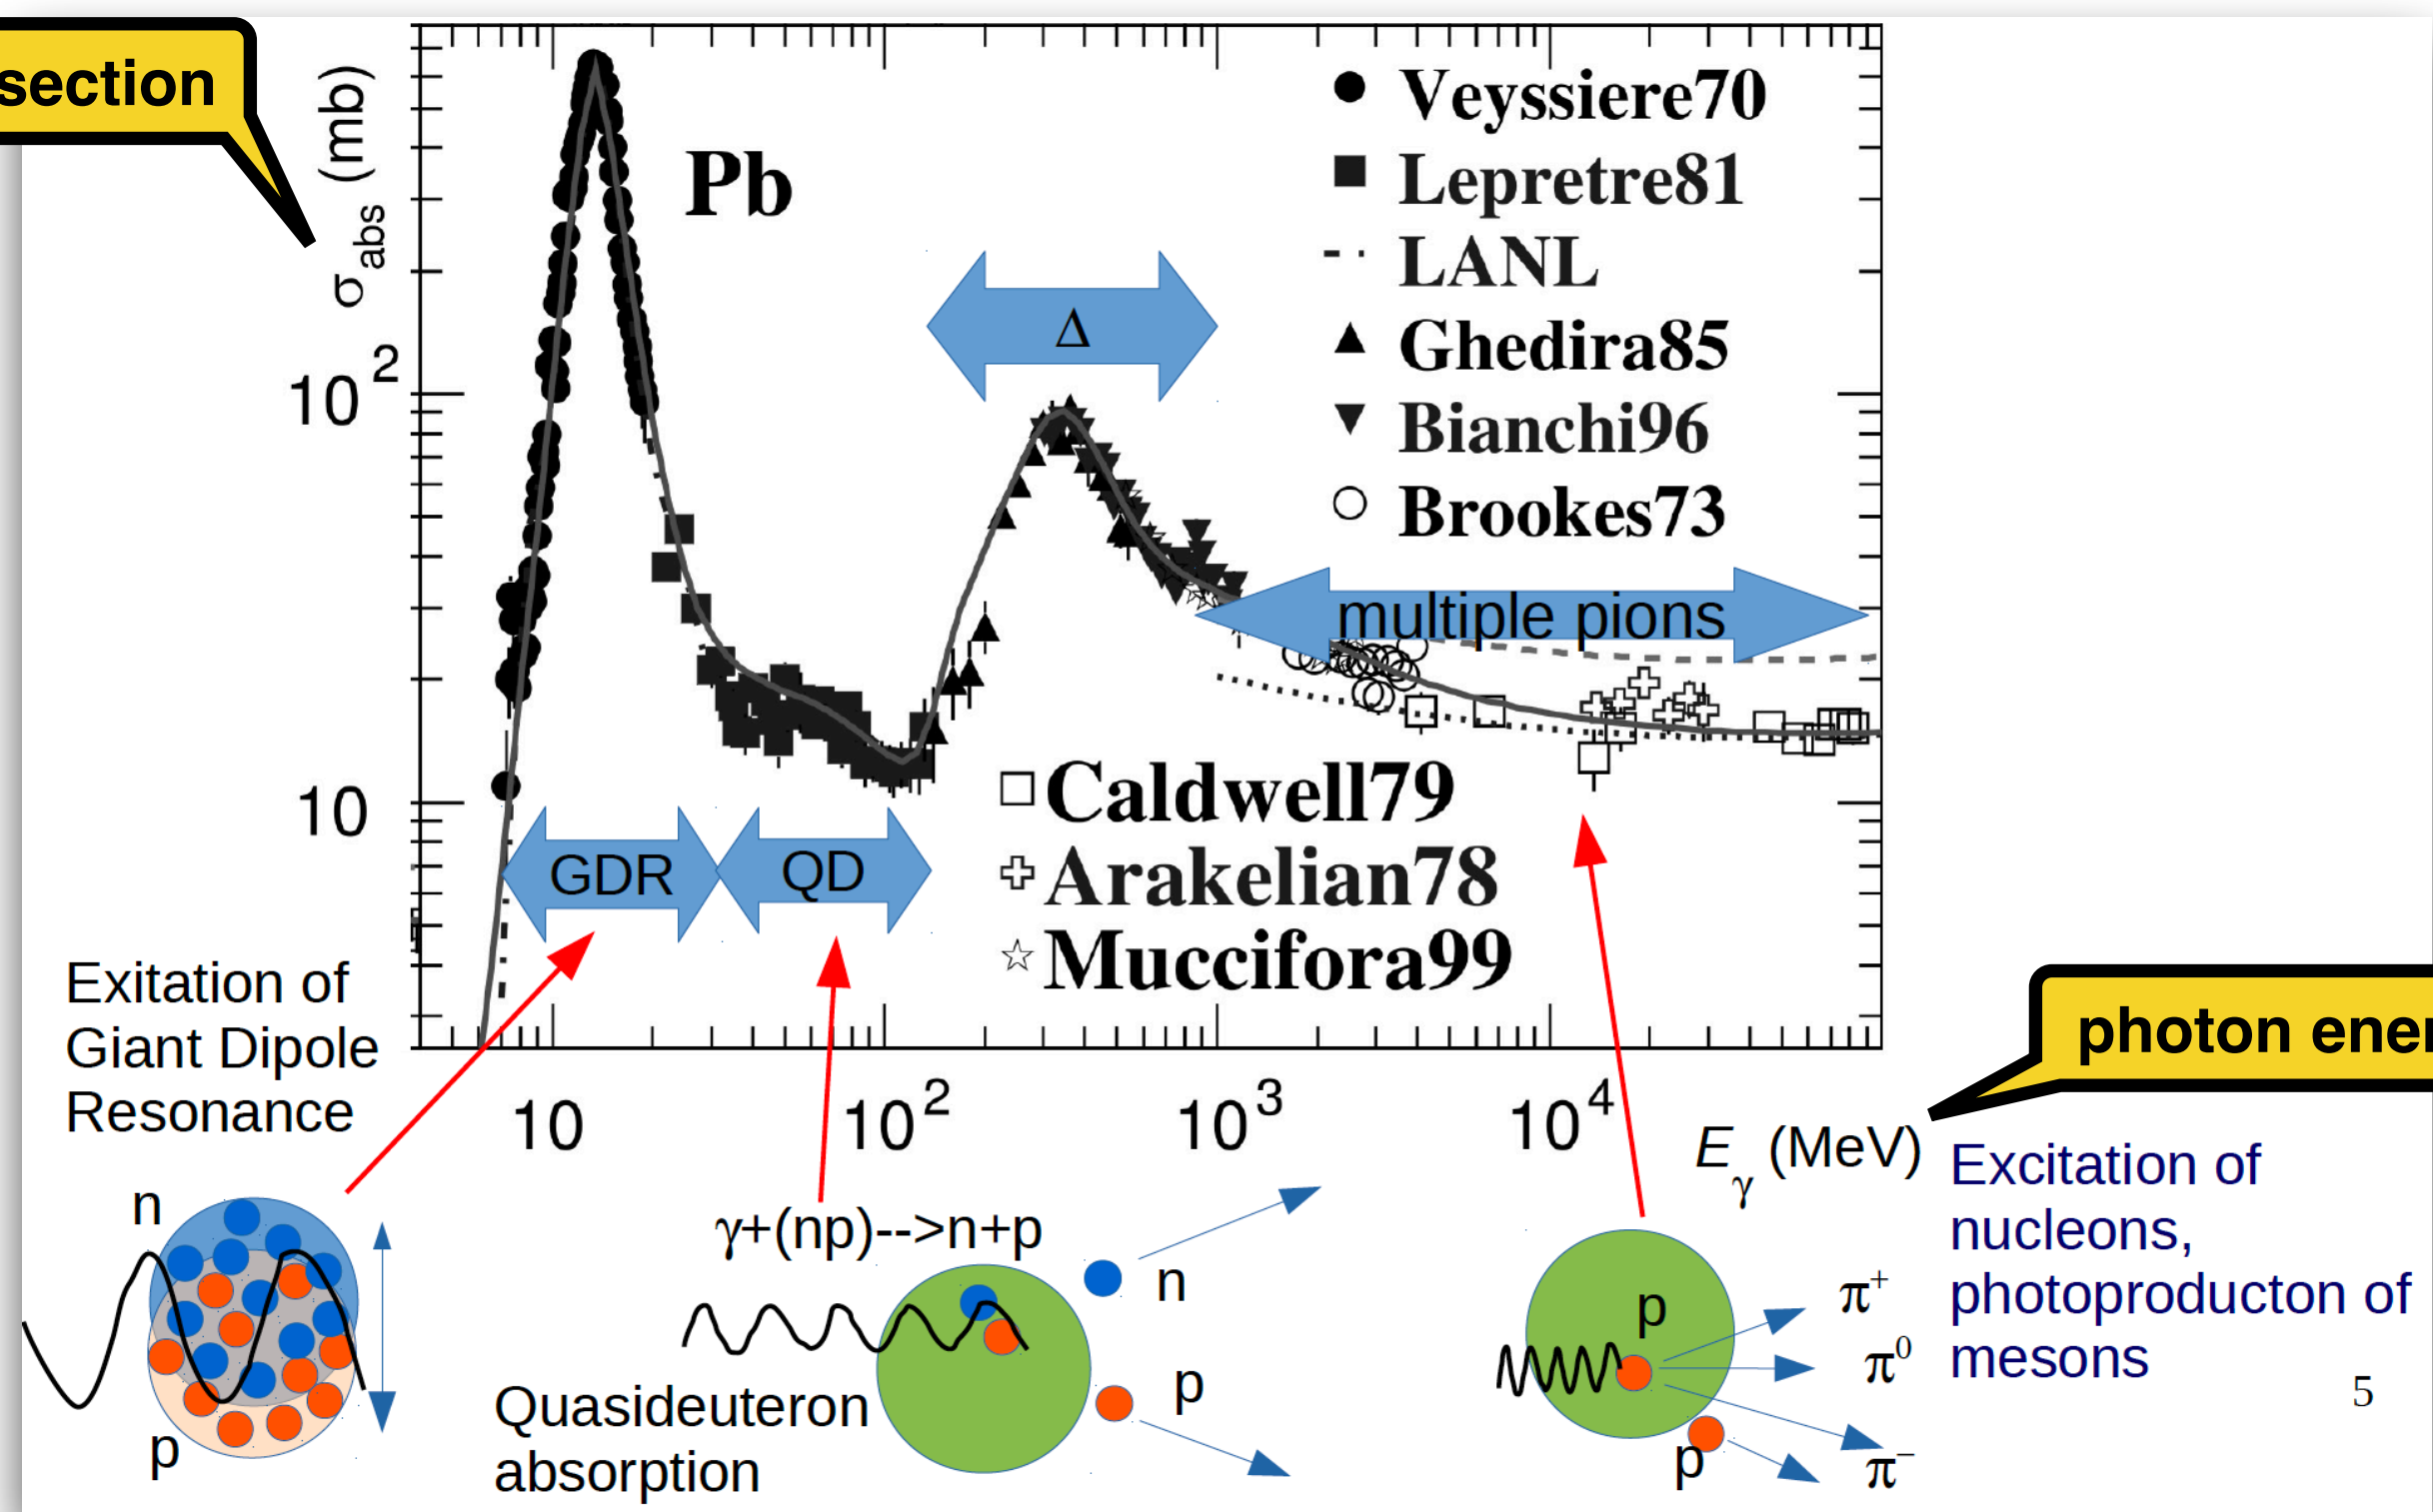 section
σabs (mb)
Pb
Veyssiere70
Lepretre81
LANL
Ghedira85
Bianchi96
Brookes73
Δ
multiple pions
10²
10
GDR
QD
Caldwell79
Arakelian78
Muccifora99
10
10²
10³
10⁴
Eγ (MeV)
photon ener
Exitation of
Giant Dipole
Resonance
n
p
γ+(np)-->n+p
n
p
Quasideuteron
absorption
p
π⁺
π⁰
π⁻
p
Excitation of
nucleons,
photoproducton of
mesons
5